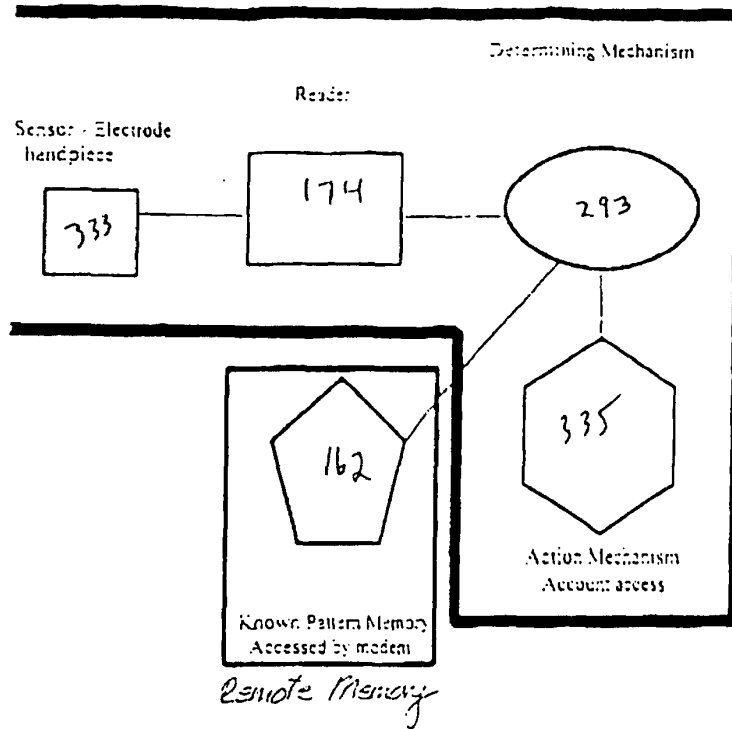 Determining Mechanism
Reader
Sensor - Electrode
handpiece
333
174
293
162
335
Action Mechanism
Account access
Known Pattern Memory
Accessed by modem
Remote Memory